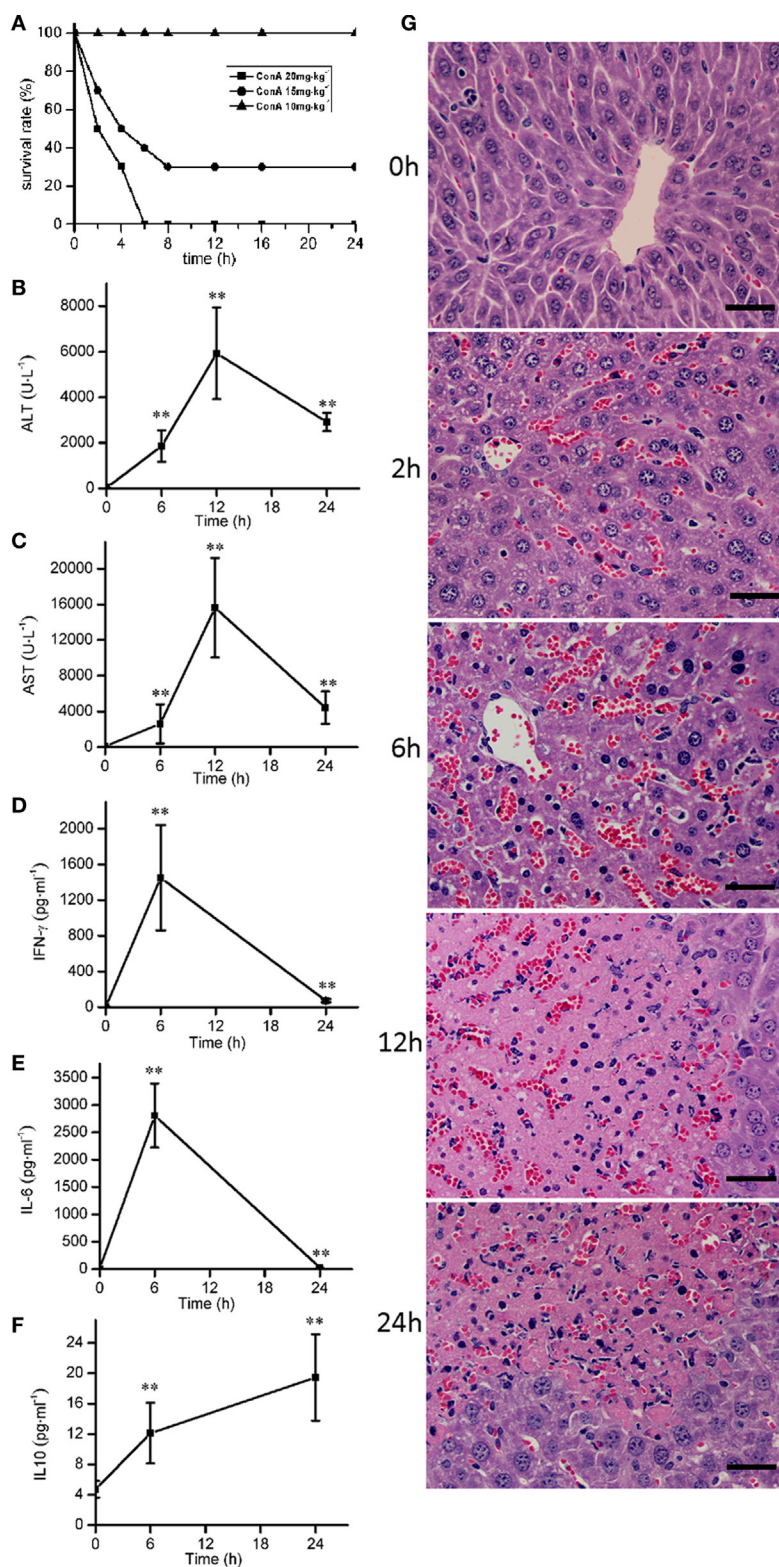 A
100
80
60
40
20
0
survival rate (%)
ConA 20mg·kg⁻¹
ConA 15mg·kg⁻¹
ConA 10mg·kg⁻¹
0 4 8 12 16 20 24
time (h)
B
8000
6000
4000
2000
0
ALT (U·L⁻¹)
** ** **
0 6 12 18 24
Time (h)
C
20000
16000
12000
8000
4000
0
AST (U·L⁻¹)
** ** **
0 6 12 18 24
Time (h)
D
2000
1600
1200
800
400
0
IFN-γ (pg·ml⁻¹)
** **
0 6 12 18 24
Time (h)
E
3500
3000
2500
2000
1500
1000
500
0
IL-6 (pg·ml⁻¹)
** **
0 6 12 18 24
Time (h)
F
24
20
16
12
8
4
0
IL10 (pg·ml⁻¹)
** **
0 6 12 18 24
Time (h)
G
0h
2h
6h
12h
24h